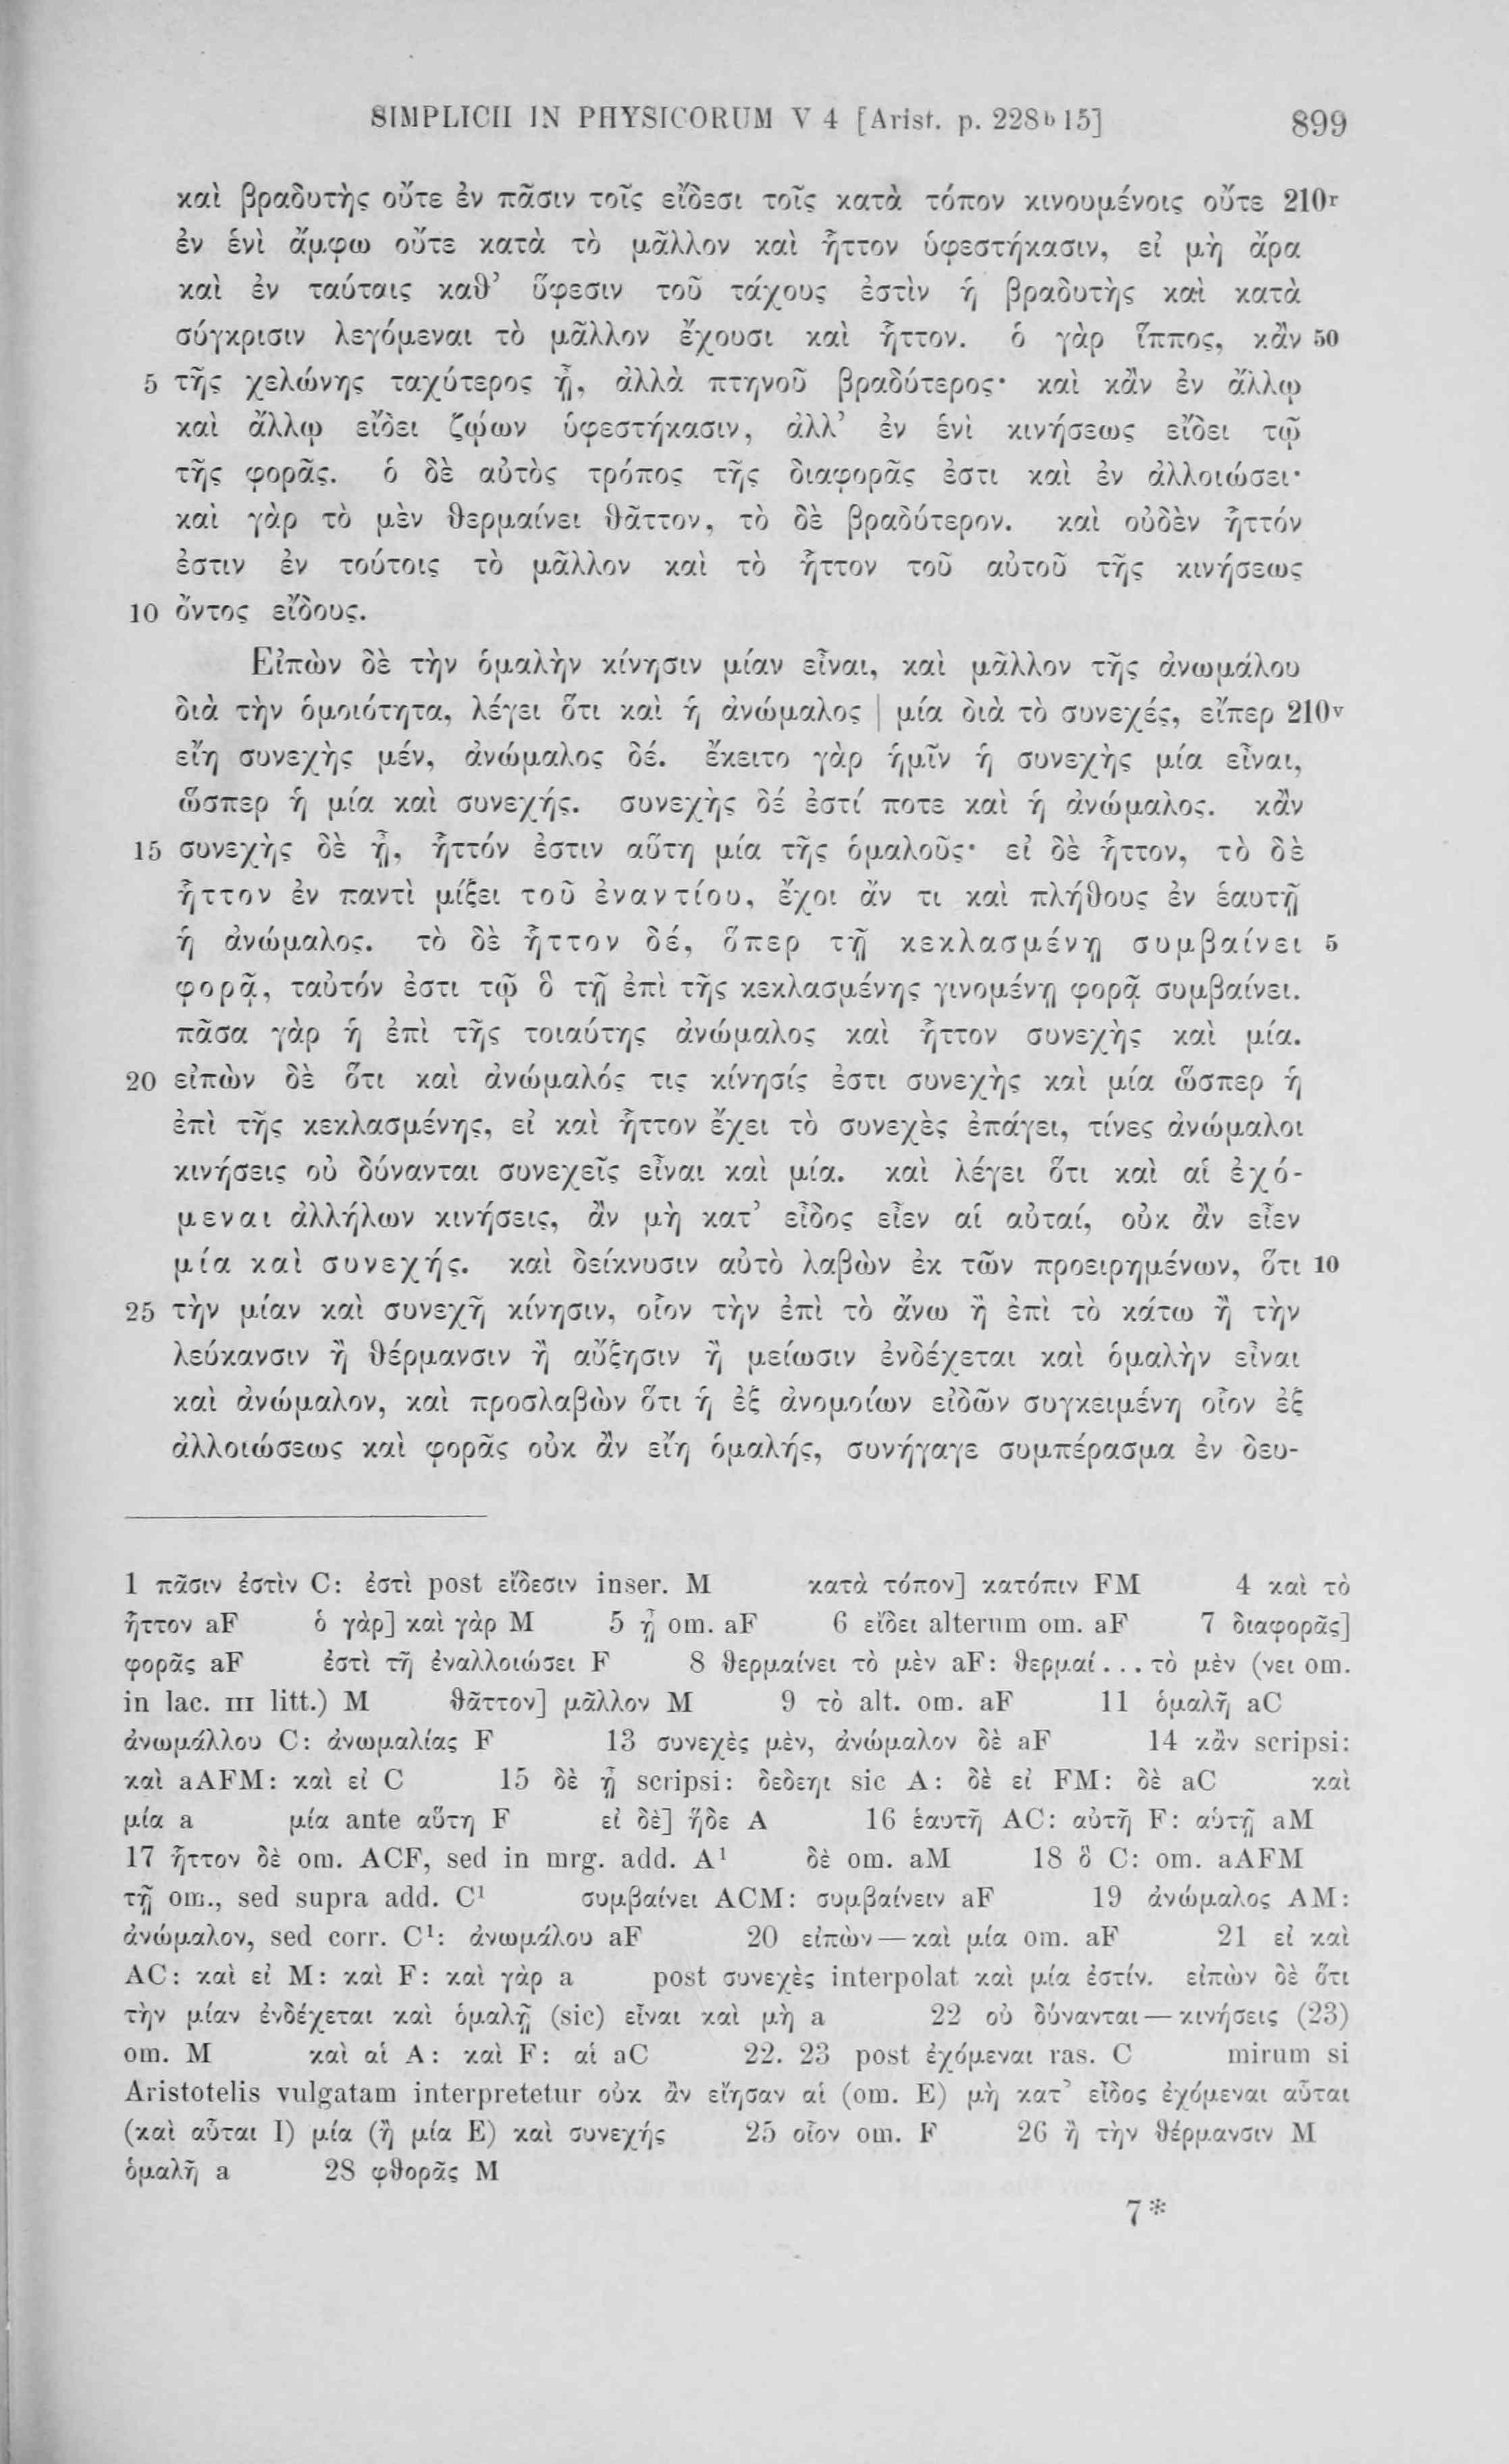 SIMPLICII IN PHYSICORUM V 4 [Arist. p. 228b 15] 899
καὶ βραδυτὴς οὔτε ἐν πᾶσιν τοῖς εἴδεσι τοῖς κατὰ τόπον κινουμένοις οὔτε 210r
ἐν ἑνὶ ἄμφω οὔτε κατὰ τὸ μᾶλλον καὶ ἧττον ὑφεστήκασιν, εἰ μὴ ἄρα
καὶ ἐν ταύταις καθ’ ὕφεσιν τοῦ τάχους ἐστὶν ἡ βραδυτὴς καὶ κατὰ
σύγκρισιν λεγόμεναι τὸ μᾶλλον ἔχουσι καὶ ἧττον. ὁ γὰρ ἵππος, κἂν 50
5 τῆς χελώνης ταχύτερος ᾖ, ἀλλὰ πτηνοῦ βραδύτερος· καὶ κἂν ἐν ἄλλῳ
καὶ ἄλλῳ εἴδει ζῴων ὑφεστήκασιν, ἀλλ’ ἐν ἑνὶ κινήσεως εἴδει τῷ
τῆς φορᾶς. ὁ δὲ αὐτὸς τρόπος τῆς διαφορᾶς ἐστι καὶ ἐν ἀλλοιώσει·
καὶ γὰρ τὸ μὲν θερμαίνει θᾶττον, τὸ δὲ βραδύτερον. καὶ οὐδὲν ἧττόν
ἐστιν ἐν τούτοις τὸ μᾶλλον καὶ τὸ ἧττον τοῦ αὐτοῦ τῆς κινήσεως
10 ὄντος εἴδους.
Εἰπὼν δὲ τὴν ὁμαλὴν κίνησιν μίαν εἶναι, καὶ μᾶλλον τῆς ἀνωμάλου
διὰ τὴν ὁμοιότητα, λέγει ὅτι καὶ ἡ ἀνώμαλος | μία διὰ τὸ συνεχές, εἴπερ 210v
εἴη συνεχὴς μέν, ἀνώμαλος δέ. ἔκειτο γὰρ ἡμῖν ἡ συνεχὴς μία εἶναι,
ὥσπερ ἡ μία καὶ συνεχής. συνεχὴς δέ ἐστί ποτε καὶ ἡ ἀνώμαλος. κἂν
15 συνεχὴς δὲ ᾖ, ἧττόν ἐστιν αὕτη μία τῆς ὁμαλοῦς· εἰ δὲ ἧττον, τὸ δὲ
ἧττον ἐν παντὶ μίξει τοῦ ἐναντίου, ἔχοι ἄν τι καὶ πλήθους ἐν ἑαυτῇ
ἡ ἀνώμαλος. τὸ δὲ ἧττον δέ, ὅπερ τῇ κεκλασμένῃ συμβαίνει 5
φορᾷ, ταὐτόν ἐστι τῷ ὃ τῇ ἐπὶ τῆς κεκλασμένης γινομένῃ φορᾷ συμβαίνει.
πᾶσα γὰρ ἡ ἐπὶ τῆς τοιαύτης ἀνώμαλος καὶ ἧττον συνεχὴς καὶ μία.
20 εἰπὼν δὲ ὅτι καὶ ἀνώμαλός τις κίνησίς ἐστι συνεχὴς καὶ μία ὥσπερ ἡ
ἐπὶ τῆς κεκλασμένης, εἰ καὶ ἧττον ἔχει τὸ συνεχὲς ἐπάγει, τίνες ἀνώμαλοι
κινήσεις οὐ δύνανται συνεχεῖς εἶναι καὶ μία. καὶ λέγει ὅτι καὶ αἱ ἐχό-
μεναι ἀλλήλων κινήσεις, ἂν μὴ κατ’ εἶδος εἶεν αἱ αὐταί, οὐκ ἂν εἶεν
μία καὶ συνεχής. καὶ δείκνυσιν αὐτὸ λαβὼν ἐκ τῶν προειρημένων, ὅτι 10
25 τὴν μίαν καὶ συνεχῆ κίνησιν, οἷον τὴν ἐπὶ τὸ ἄνω ἢ ἐπὶ τὸ κάτω ἢ τὴν
λεύκανσιν ἢ θέρμανσιν ἢ αὔξησιν ἢ μείωσιν ἐνδέχεται καὶ ὁμαλὴν εἶναι
καὶ ἀνώμαλον, καὶ προσλαβὼν ὅτι ἡ ἐξ ἀνομοίων εἰδῶν συγκειμένη οἷον ἐξ
ἀλλοιώσεως καὶ φορᾶς οὐκ ἂν εἴη ὁμαλής, συνήγαγε συμπέρασμα ἐν δευ-
1 πᾶσιν ἐστὶν C: ἐστὶ post εἴδεσιν inser. M κατὰ τόπον] κατόπιν FM 4 καὶ τὸ
ἧττον aF ὁ γὰρ] καὶ γὰρ M 5 ᾖ om. aF 6 εἴδει alterum om. aF 7 διαφορᾶς]
φορᾶς aF ἐστὶ τῇ ἐναλλοιώσει F 8 θερμαίνει τὸ μὲν aF: θερμαί... τὸ μὲν (νει om.
in lac. III litt.) M θᾶττον] μᾶλλον M 9 τὸ alt. om. aF 11 ὁμαλῆ aC
ἀνωμάλλου C: ἀνωμαλίας F 13 συνεχὲς μὲν, ἀνώμαλον δὲ aF 14 κἂν scripsi:
καὶ aAFM: καὶ εἰ C 15 δὲ ᾖ scripsi: δεδεηι sic A: δὲ εἰ FM: δὲ aC καὶ
μία a μία ante αὕτη F εἰ δὲ] ἥδε A 16 ἑαυτῇ AC: αὐτῇ F: αὑτῇ aM
17 ἧττον δὲ om. ACF, sed in mrg. add. A¹ δὲ om. aM 18 ὃ C: om. aAFM
τῇ om., sed supra add. C¹ συμβαίνει ACM: συμβαίνειν aF 19 ἀνώμαλος AM:
ἀνώμαλον, sed corr. C¹: ἀνωμάλου aF 20 εἰπὼν — καὶ μία om. aF 21 εἰ καὶ
AC: καὶ εἰ M: καὶ F: καὶ γὰρ a post συνεχὲς interpolat καὶ μία ἐστίν. εἰπὼν δὲ ὅτι
τὴν μίαν ἐνδέχεται καὶ ὁμαλῇ (sic) εἶναι καὶ μὴ a 22 οὐ δύνανται — κινήσεις (23)
om. M καὶ αἱ A: καὶ F: αἱ aC 22. 23 post ἐχόμεναι ras. C mirum si
Aristotelis vulgatam interpretetur οὐκ ἂν εἴησαν αἱ (om. E) μὴ κατ’ εἶδος ἐχόμεναι αὗται
(καὶ αὗται I) μία (ἢ μία E) καὶ συνεχής 25 οἷον om. F 26 ἢ τὴν θέρμανσιν M
ὁμαλῆ a 28 φθορᾶς M
7*